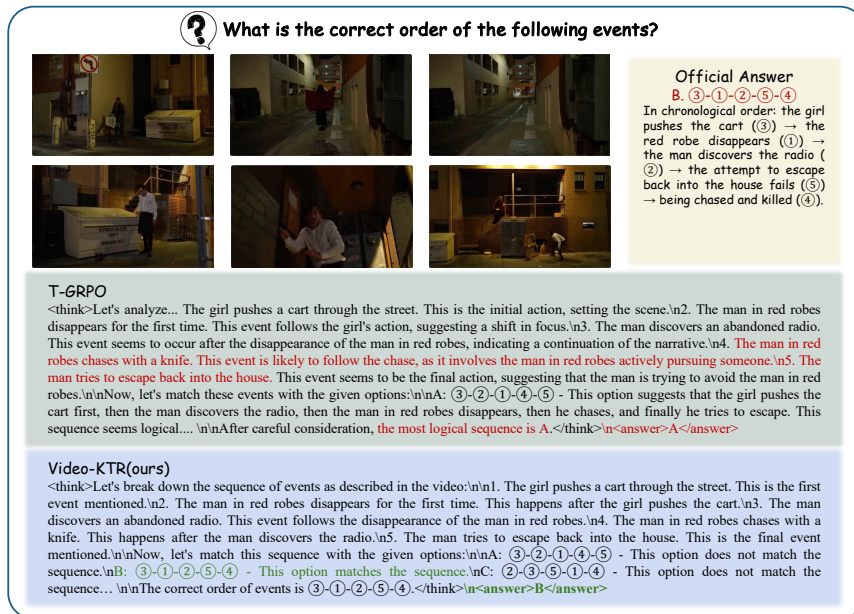 What is the correct order of the following events?
Official Answer
B. ③-①-②-⑤-④
In chronological order: the girl
pushes the cart (③) → the
red robe disappears (①) →
the man discovers the radio (
②) → the attempt to escape
back into the house fails (⑤)
→ being chased and killed (④).
T-GRPO
<think>Let's analyze... The girl pushes a cart through the street. This is the initial action, setting the scene.\n2. The man in red robes
disappears for the first time. This event follows the girl's action, suggesting a shift in focus.\n3. The man discovers an abandoned radio.
This event seems to occur after the disappearance of the man in red robes, indicating a continuation of the narrative.\n4. The man in red
robes chases with a knife. This event is likely to follow the chase, as it involves the man in red robes actively pursuing someone.\n5. The
man tries to escape back into the house. This event seems to be the final action, suggesting that the man is trying to avoid the man in red
robes.\n\nNow, let's match these events with the given options:\n\nA: ③-②-①-④-⑤ - This option suggests that the girl pushes the
cart first, then the man discovers the radio, then the man in red robes disappears, then he chases, and finally he tries to escape. This
sequence seems logical.... \n\nAfter careful consideration, the most logical sequence is A.</think>\n<answer>A</answer>
Video-KTR(ours)
<think>Let's break down the sequence of events as described in the video:\n\n1. The girl pushes a cart through the street. This is the first
event mentioned.\n2. The man in red robes disappears for the first time. This happens after the girl pushes the cart.\n3. The man
discovers an abandoned radio. This event follows the disappearance of the man in red robes.\n4. The man in red robes chases with a
knife. This happens after the man discovers the radio.\n5. The man tries to escape back into the house. This is the final event
mentioned.\n\nNow, let's match this sequence with the given options:\n\nA: ③-②-①-④-⑤ - This option does not match the
sequence.\nB: ③-①-②-⑤-④ - This option matches the sequence.\nC: ②-③-⑤-①-④ - This option does not match the
sequence… \n\nThe correct order of events is ③-①-②-⑤-④.</think>\n<answer>B</answer>